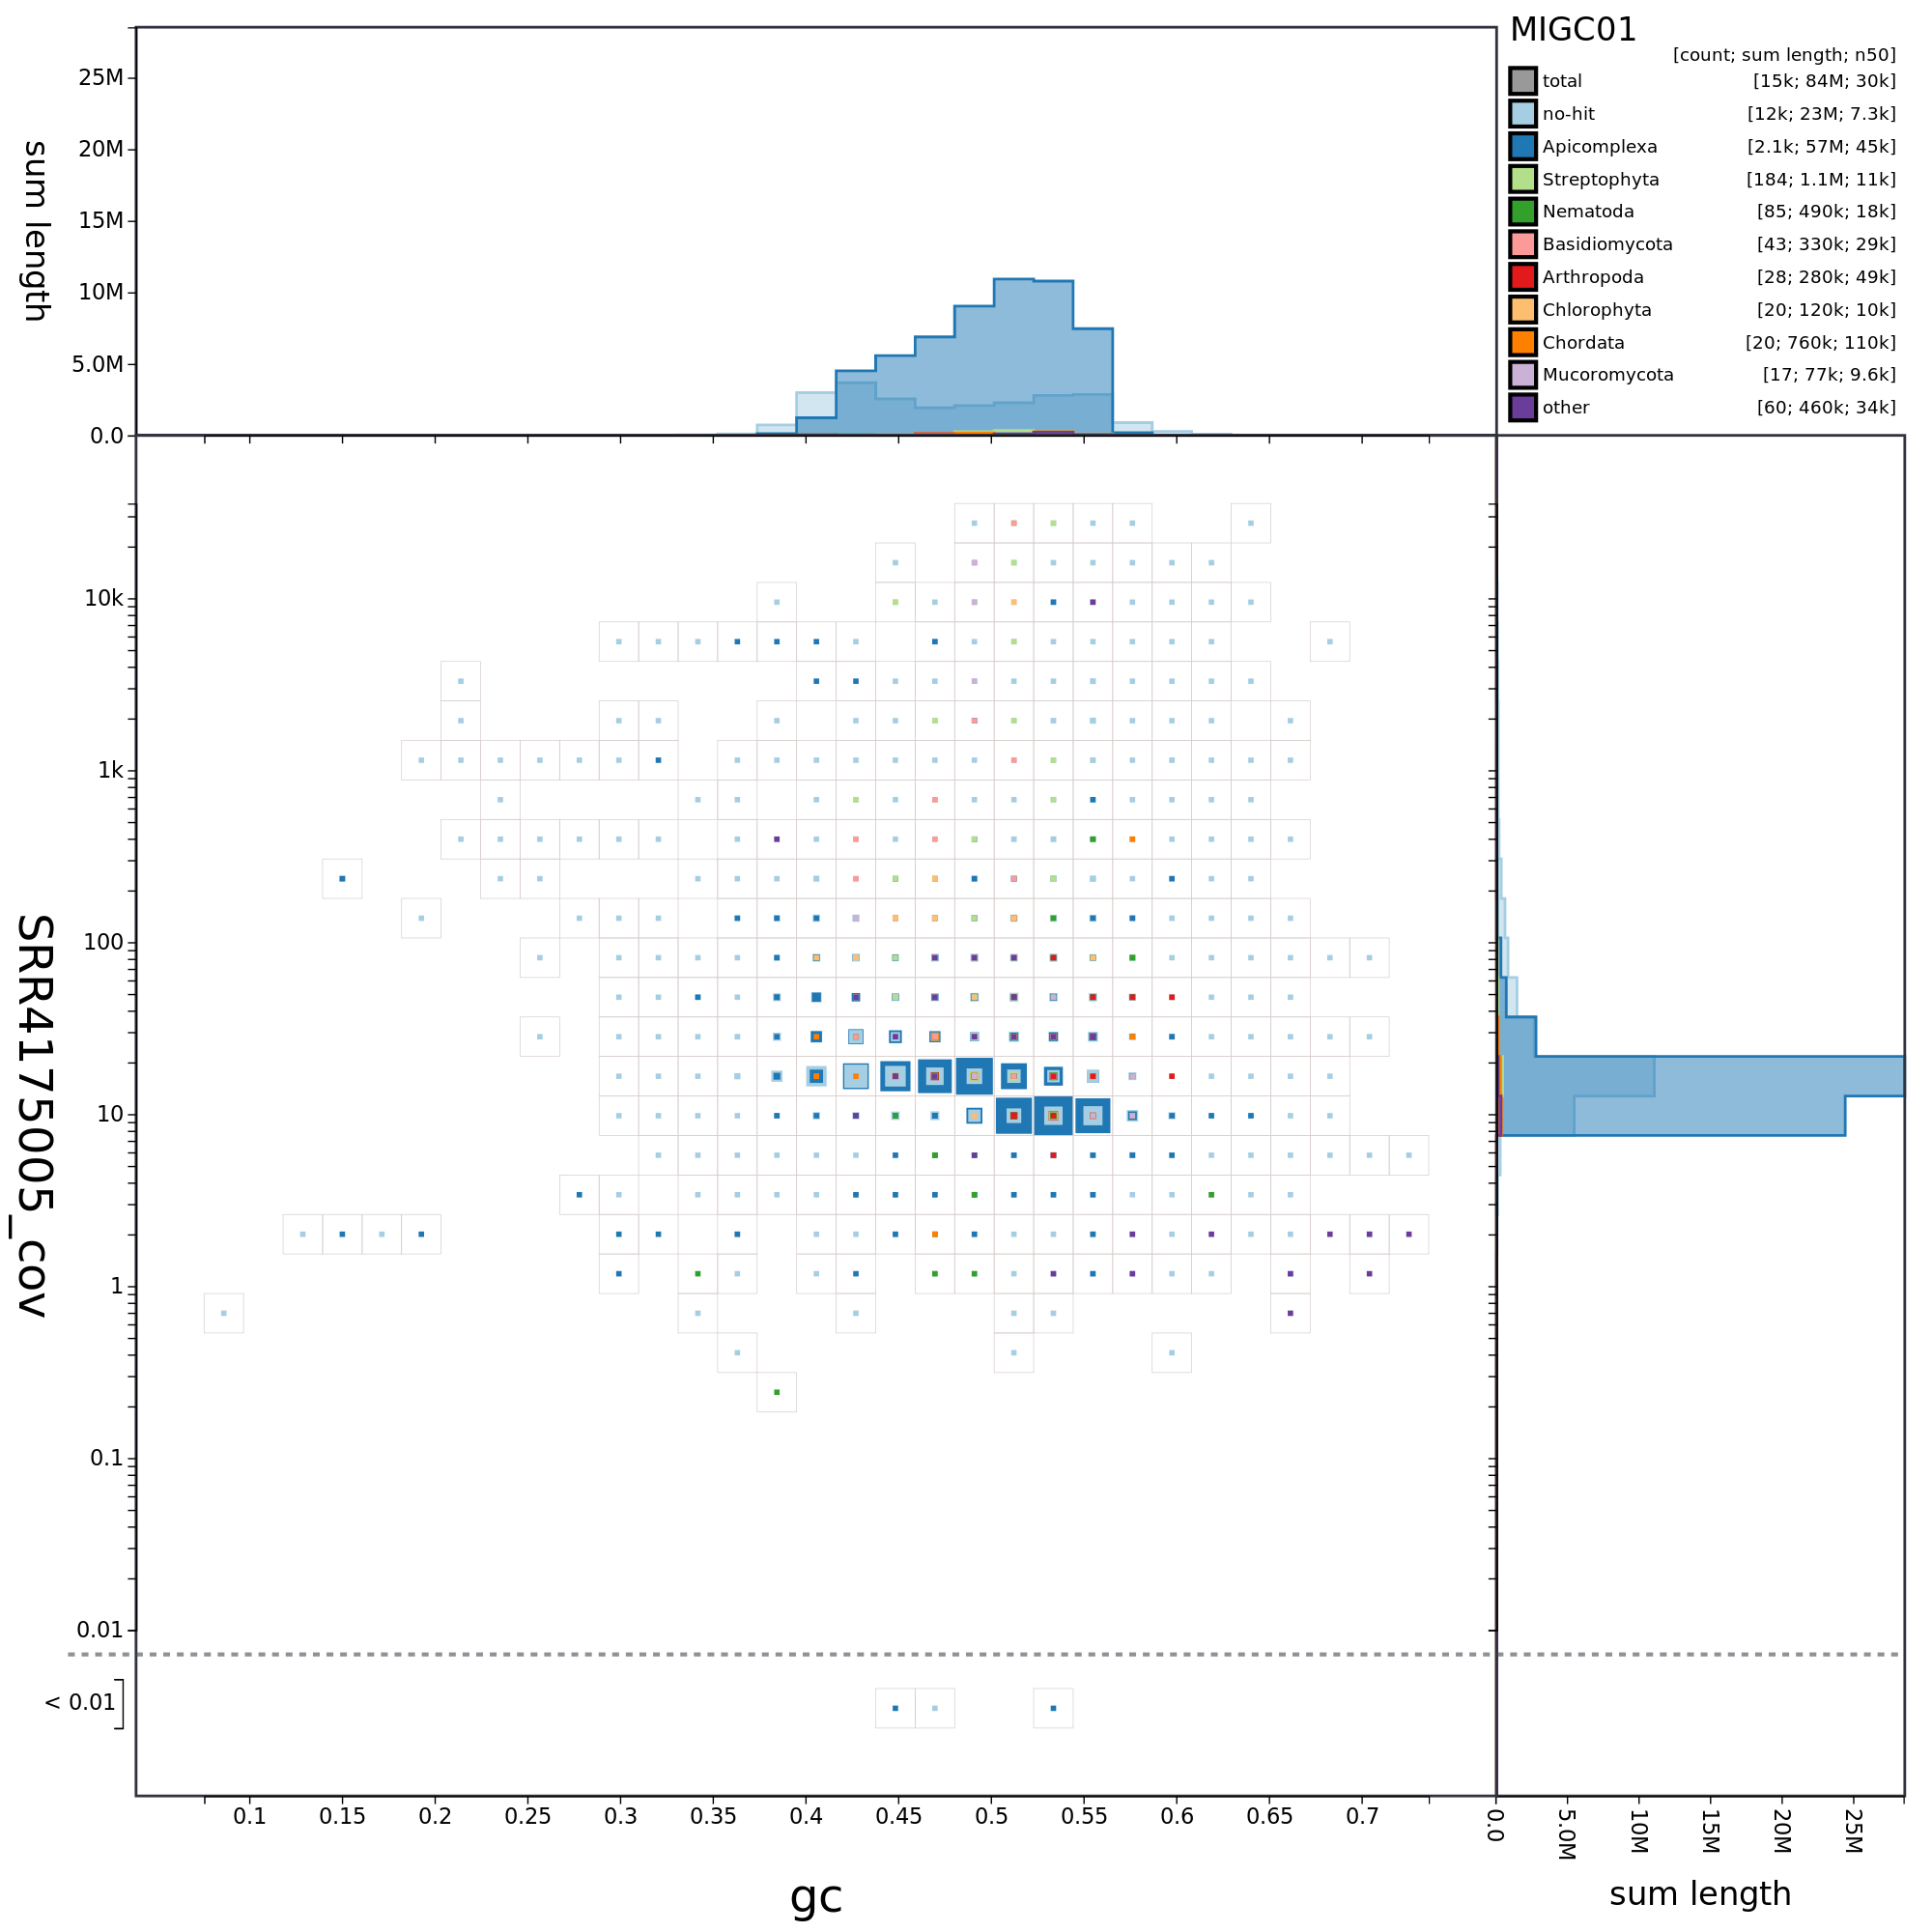 MIGC01
[count; sum length; n50]
total [15k; 84M; 30k]
no-hit [12k; 23M; 7.3k]
Apicomplexa [2.1k; 57M; 45k]
Streptophyta [184; 1.1M; 11k]
Nematoda [85; 490k; 18k]
Basidiomycota [43; 330k; 29k]
Arthropoda [28; 280k; 49k]
Chlorophyta [20; 120k; 10k]
Chordata [20; 760k; 110k]
Mucoromycota [17; 77k; 9.6k]
other [60; 460k; 34k]
sum length
25M
20M
15M
10M
5.0M
0.0
SRR4175005_cov
10k
1k
100
10
1
0.1
0.01
< 0.01
0.1 0.15 0.2 0.25 0.3 0.35 0.4 0.45 0.5 0.55 0.6 0.65 0.7
gc
0.0 5.0M 10M 15M 20M 25M
sum length